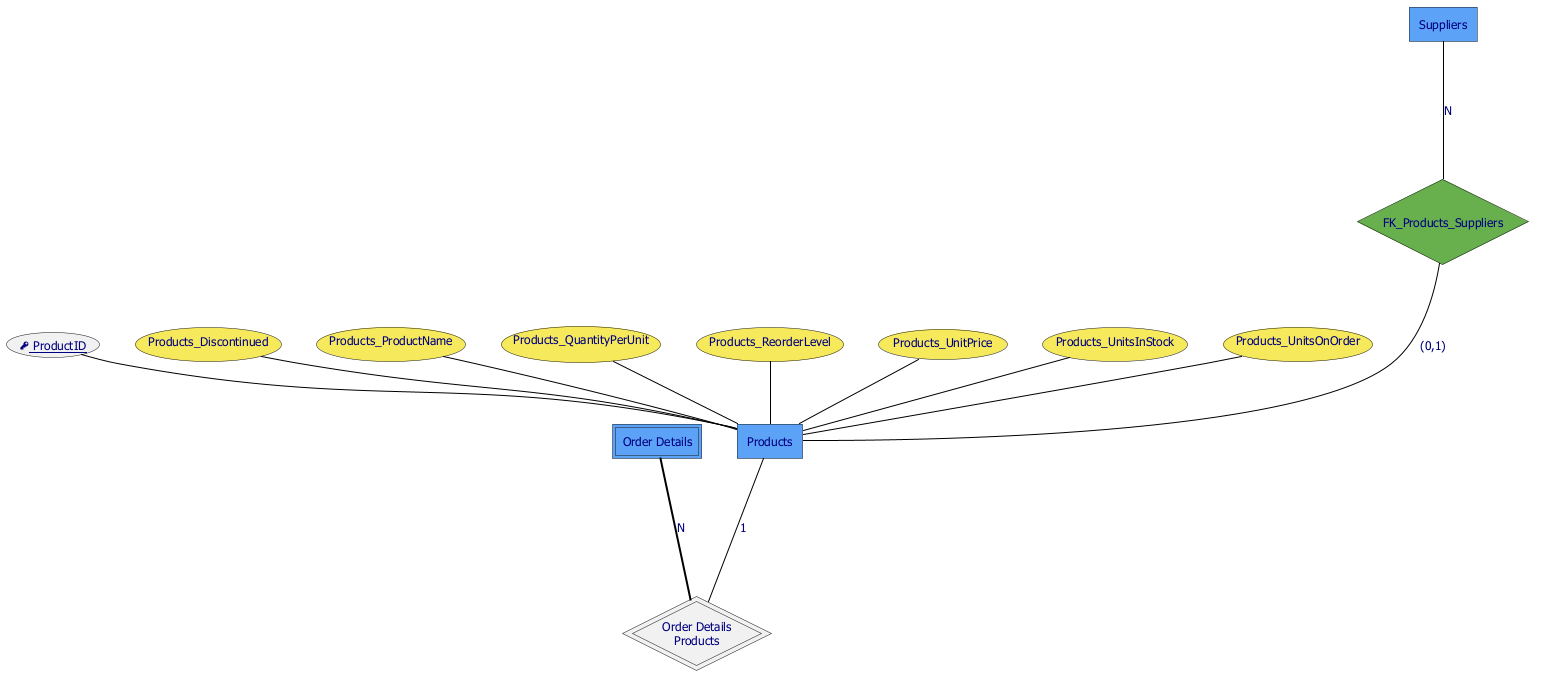 Suppliers
N
FK_Products_Suppliers
ProductID
Products_Discontinued
Products_ProductName
Products_QuantityPerUnit
Products_ReorderLevel
Products_UnitPrice
Products_UnitsInStock
Products_UnitsOnOrder
(0,1)
Order Details
Products
N
1
Order Details
Products